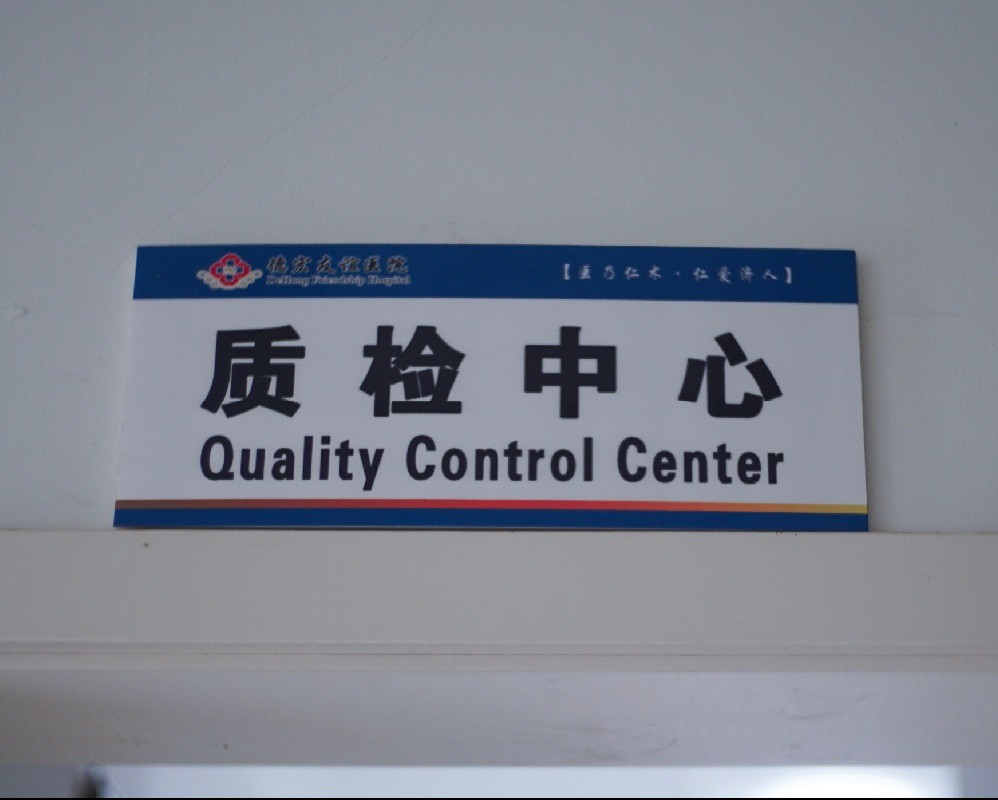 德宏友谊医院
DeHong Friendship Hospital
【医乃仁术·仁爱济人】
质检中心
Quality Control Center